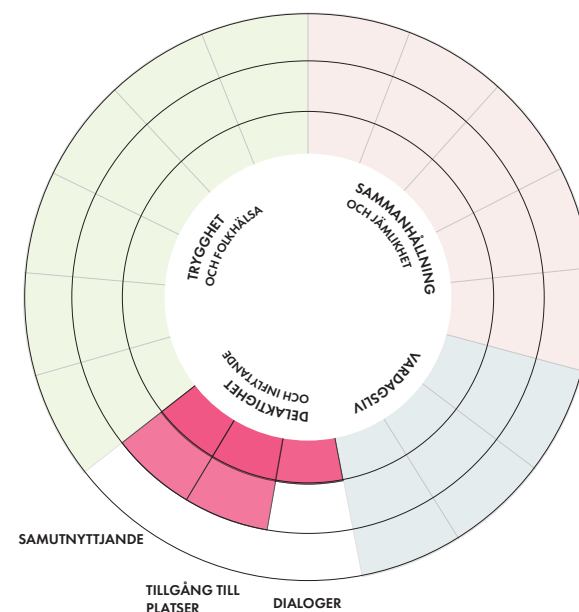 TRYGGHET
OCH FOLKHÄLSA
SAMMANHÅLLNING
OCH JÄMLIKHET
DELAKTIGHET
OCH INFLYTANDE
VARDAGSLIV
SAMUTNYTTJANDE
TILLGÅNG TILL
PLATSER
DIALOGER